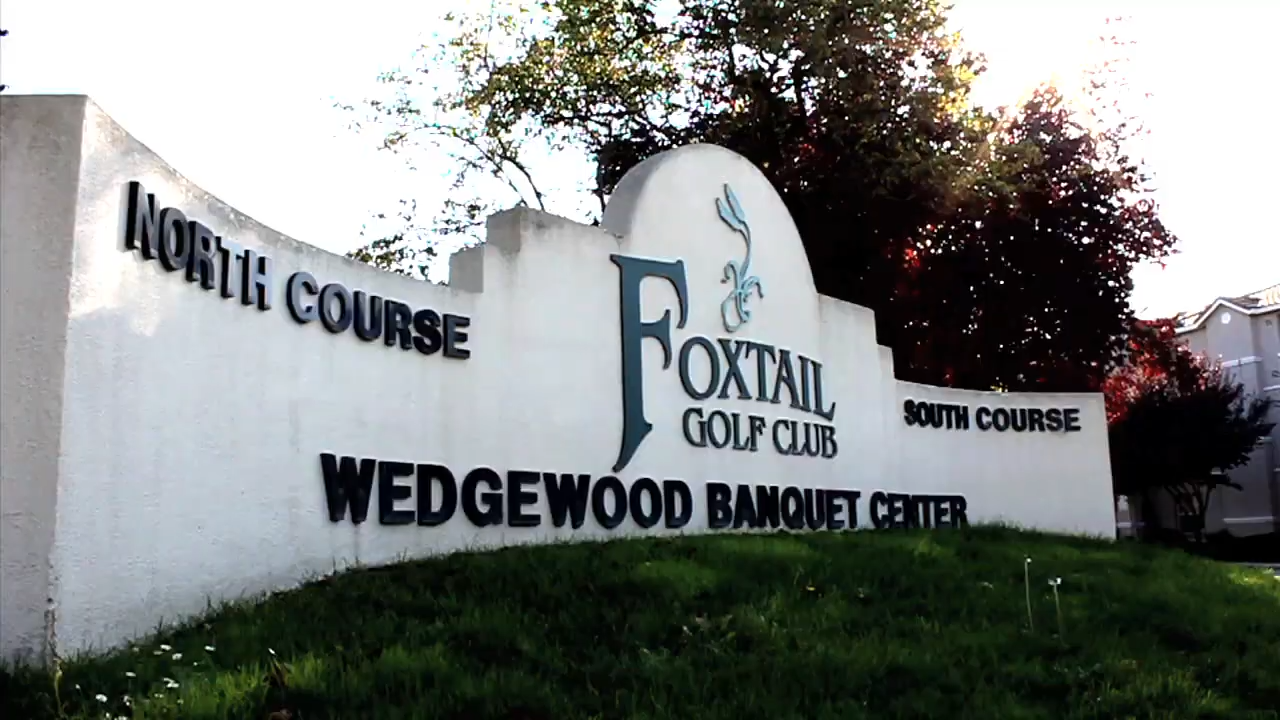 NORTH COURSE
FOXTAIL
GOLF CLUB
SOUTH COURSE
WEDGEWOOD BANQUET CENTER